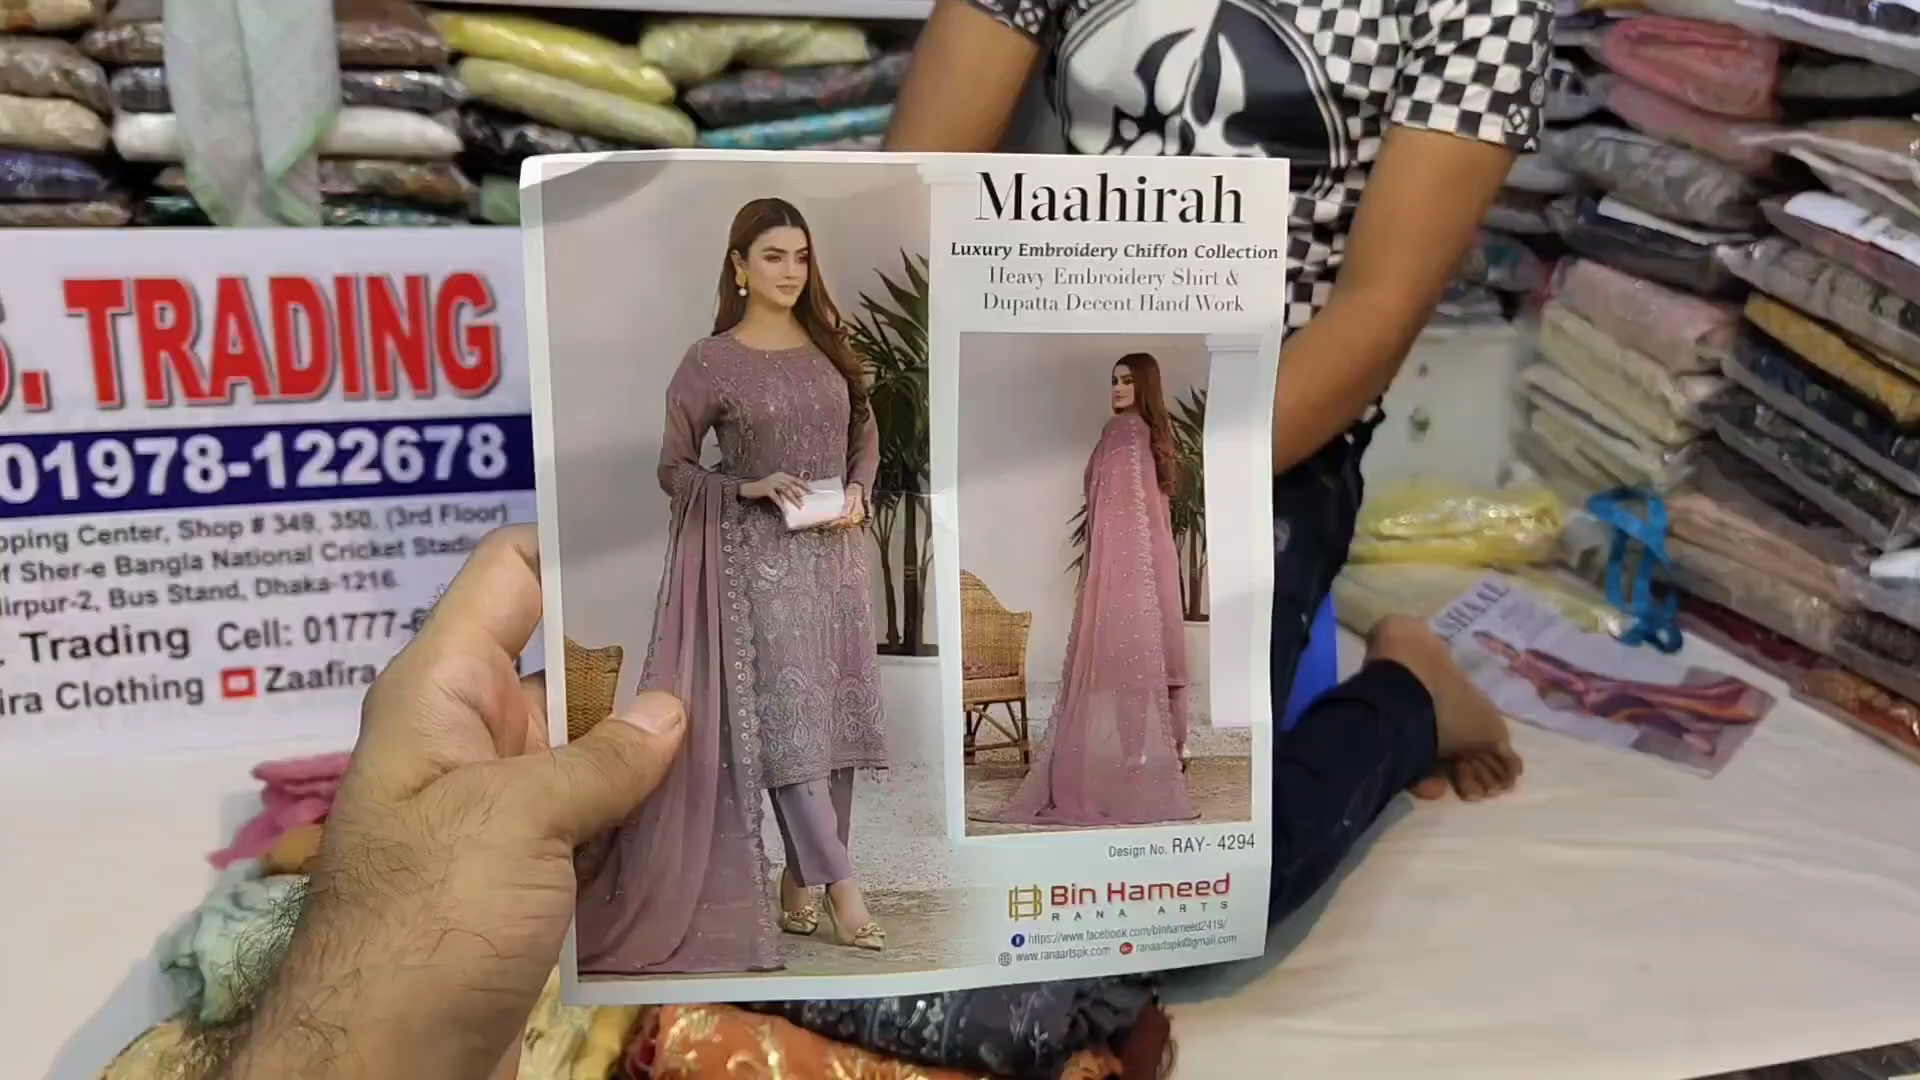 . TRADING
01978-122678
pping Center, Shop # 349, 350, (3rd Floor)
f Sher-e Bangla National Cricket
irpur-2, Bus Stand, Dhaka-1216.
. Trading Cell: 01777-
ira Clothing Zaafira
Maahirah
Luxury Embroidery Chiffon Collection
Heavy Embroidery Shirt &
Dupatta Decent Hand Work
Design No. RAY- 4294
Bin Hameed
RANA ARTS
https://www.facebook.com/binhameed2419/
www.ranaartspk.com ranaartspk@gmail.com
SHAAL